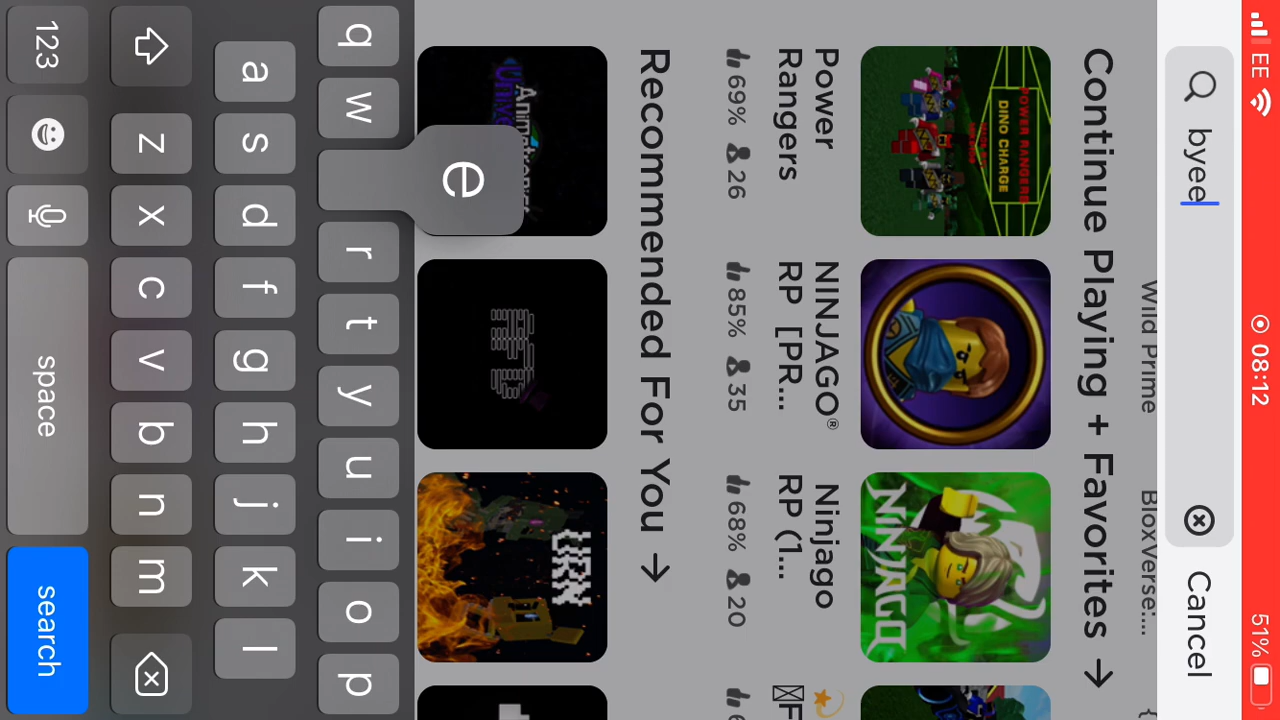 EE 08:12 51%
byee Cancel
Wild Prime BloxVerse:... {
Continue Playing + Favorites →
POWER RANGERS
DINO CHARGE
NINJAGO
Power
Rangers
69% 26
NINJAGO®
RP [PR...
85% 35
Ninjago
RP (1...
68% 20
Recommended For You →
Animatronics
Universe
URN
e
q w r t y u i o p
a s d f g h j k l
z x c v b n m
123 space search